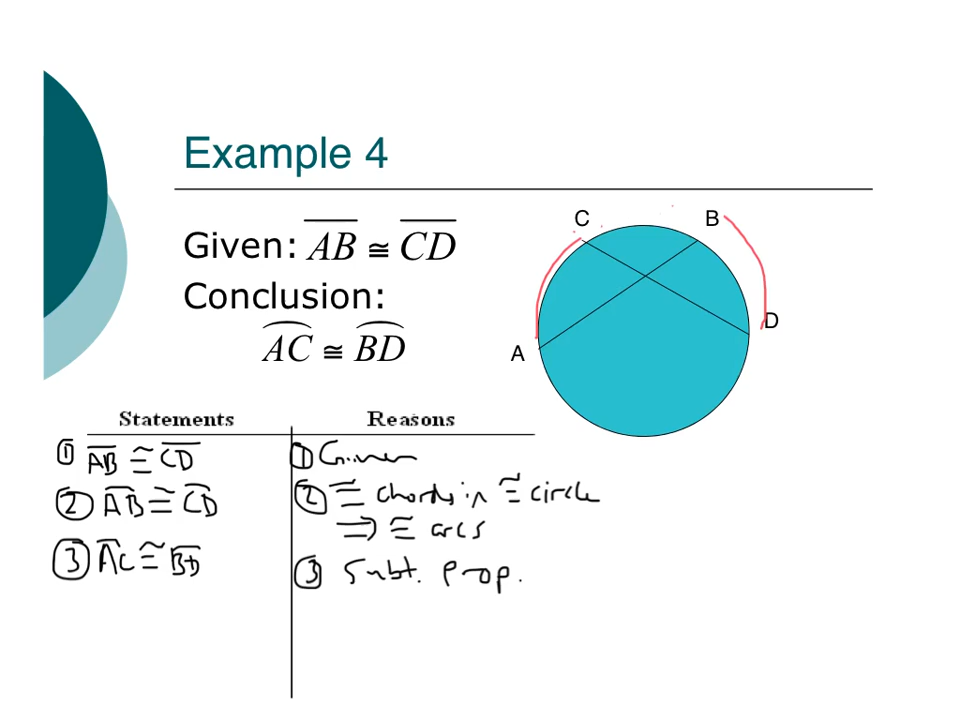 Example 4
Given: AB ≅ CD
Conclusion:
AC ≅ BD
C
B
D
A
Statements Reasons
① AB ≅ CD ① Given
② AB ≅ CD ② ≅ chords in ≅ circle
⇒ ≅ arcs
③ AC ≅ BD ③ Subt. prop.